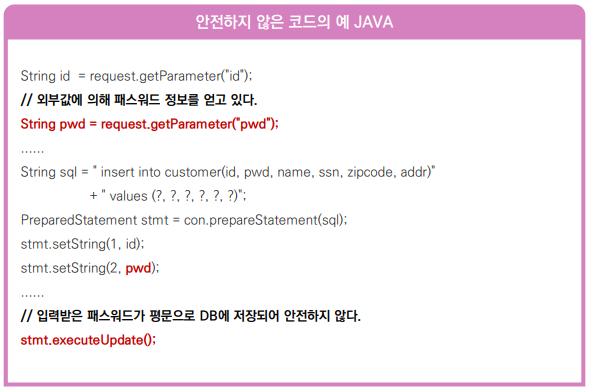 안전하지 않은 코드의 예 JAVA
String id = request.getParameter("id");
// 외부값에 의해 패스워드 정보를 얻고 있다.
String pwd = request.getParameter("pwd");
......
String sql = " insert into customer(id, pwd, name, ssn, zipcode, addr)"
+ " values (?, ?, ?, ?, ?, ?)";
PreparedStatement stmt = con.prepareStatement(sql);
stmt.setString(1, id);
stmt.setString(2, pwd);
......
// 입력받은 패스워드가 평문으로 DB에 저장되어 안전하지 않다.
stmt.executeUpdate();